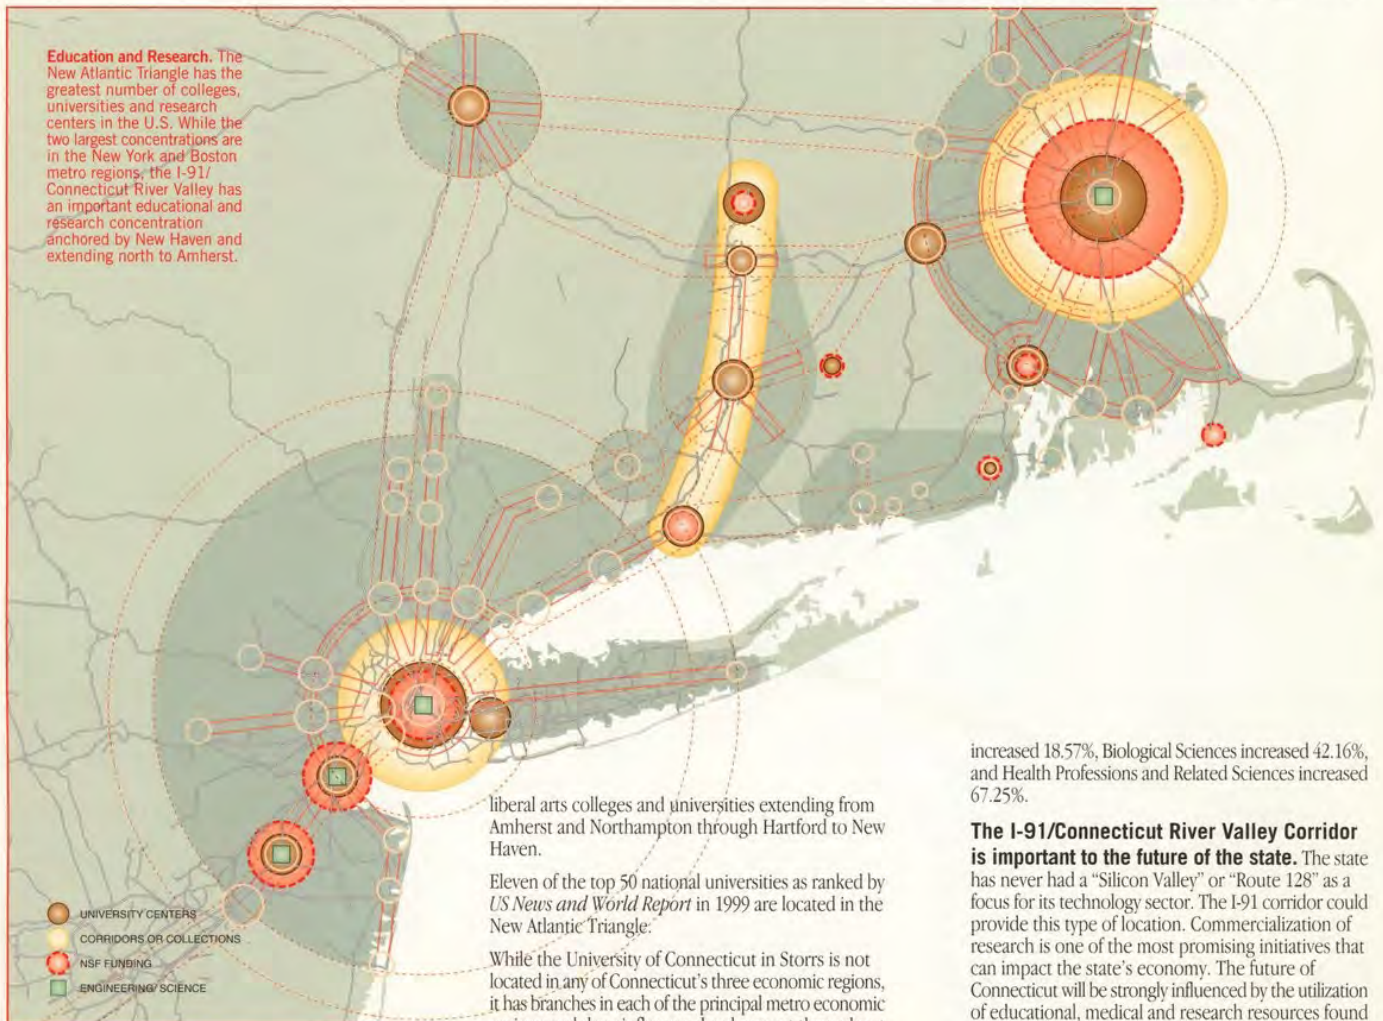 Education and Research. The
New Atlantic Triangle has the
greatest number of colleges,
universities and research
centers in the U.S. While the
two largest concentrations are
in the New York and Boston
metro regions, the I-91/
Connecticut River Valley has
an important educational and
research concentration
anchored by New Haven and
extending north to Amherst.
UNIVERSITY CENTERS
CORRIDORS OR COLLECTIONS
NSF FUNDING
ENGINEERING/ SCIENCE
liberal arts colleges and universities extending from
Amherst and Northampton through Hartford to New
Haven.
Eleven of the top 50 national universities as ranked by
US News and World Report in 1999 are located in the
New Atlantic Triangle.
While the University of Connecticut in Storrs is not
located in any of Connecticut's three economic regions,
it has branches in each of the principal metro economic
increased 18.57%, Biological Sciences increased 42.16%,
and Health Professions and Related Sciences increased
67.25%.
The I-91/Connecticut River Valley Corridor
is important to the future of the state. The state
has never had a "Silicon Valley" or "Route 128" as a
focus for its technology sector. The I-91 corridor could
provide this type of location. Commercialization of
research is one of the most promising initiatives that
can impact the state's economy. The future of
Connecticut will be strongly influenced by the utilization
of educational, medical and research resources found